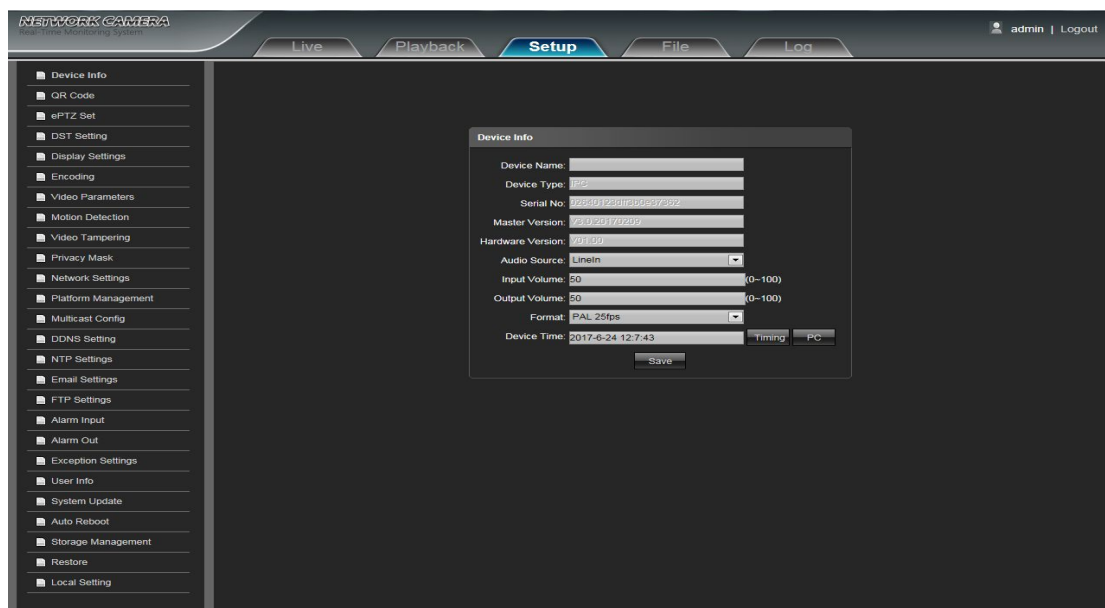 NETWORK CAMERA
Real-Time Monitoring System
admin | Logout
Live Playback Setup File Log
Device Info
QR Code
ePTZ Set
DST Setting
Display Settings
Encoding
Video Parameters
Motion Detection
Video Tampering
Privacy Mask
Network Settings
Platform Management
Multicast Config
DDNS Setting
NTP Settings
Email Settings
FTP Settings
Alarm Input
Alarm Out
Exception Settings
User Info
System Update
Auto Reboot
Storage Management
Restore
Local Setting
Device Info
Device Name:
Device Type: IPC
Serial No:
Master Version:
Hardware Version:
Audio Source: LineIn
Input Volume: 50 (0~100)
Output Volume: 50 (0~100)
Format: PAL 25fps
Device Time: 2017-6-24 12:7:43 Timing PC
Save